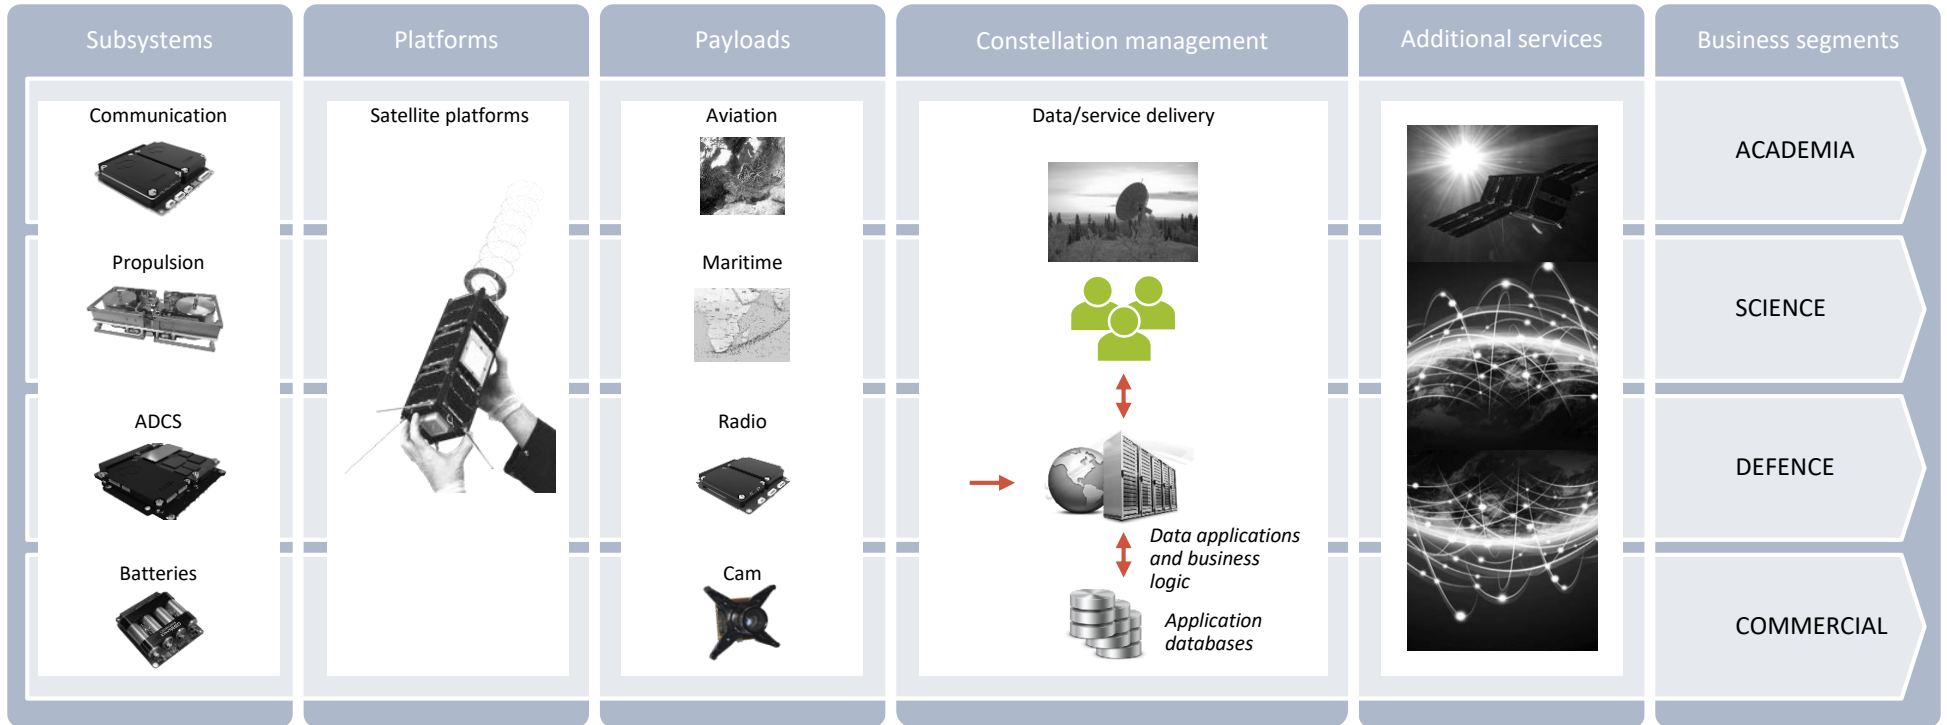 Subsystems
Platforms
Payloads
Constellation management
Additional services
Business segments
Communication
Propulsion
ADCS
Batteries
Satellite platforms
Aviation
Maritime
Radio
Cam
Data/service delivery
Data applications
and business
logic
Application
databases
ACADEMIA
SCIENCE
DEFENCE
COMMERCIAL